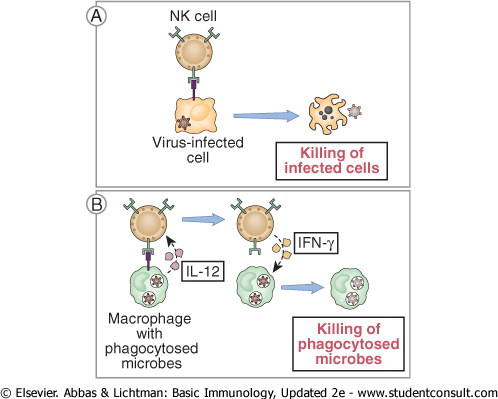 A
NK cell
Virus-infected
cell
Killing of
infected cells
B
IL-12
IFN-γ
Macrophage
with
phagocytosed
microbes
Killing of
phagocytosed
microbes
© Elsevier. Abbas & Lichtman: Basic Immunology, Updated 2e - www.studentconsult.com